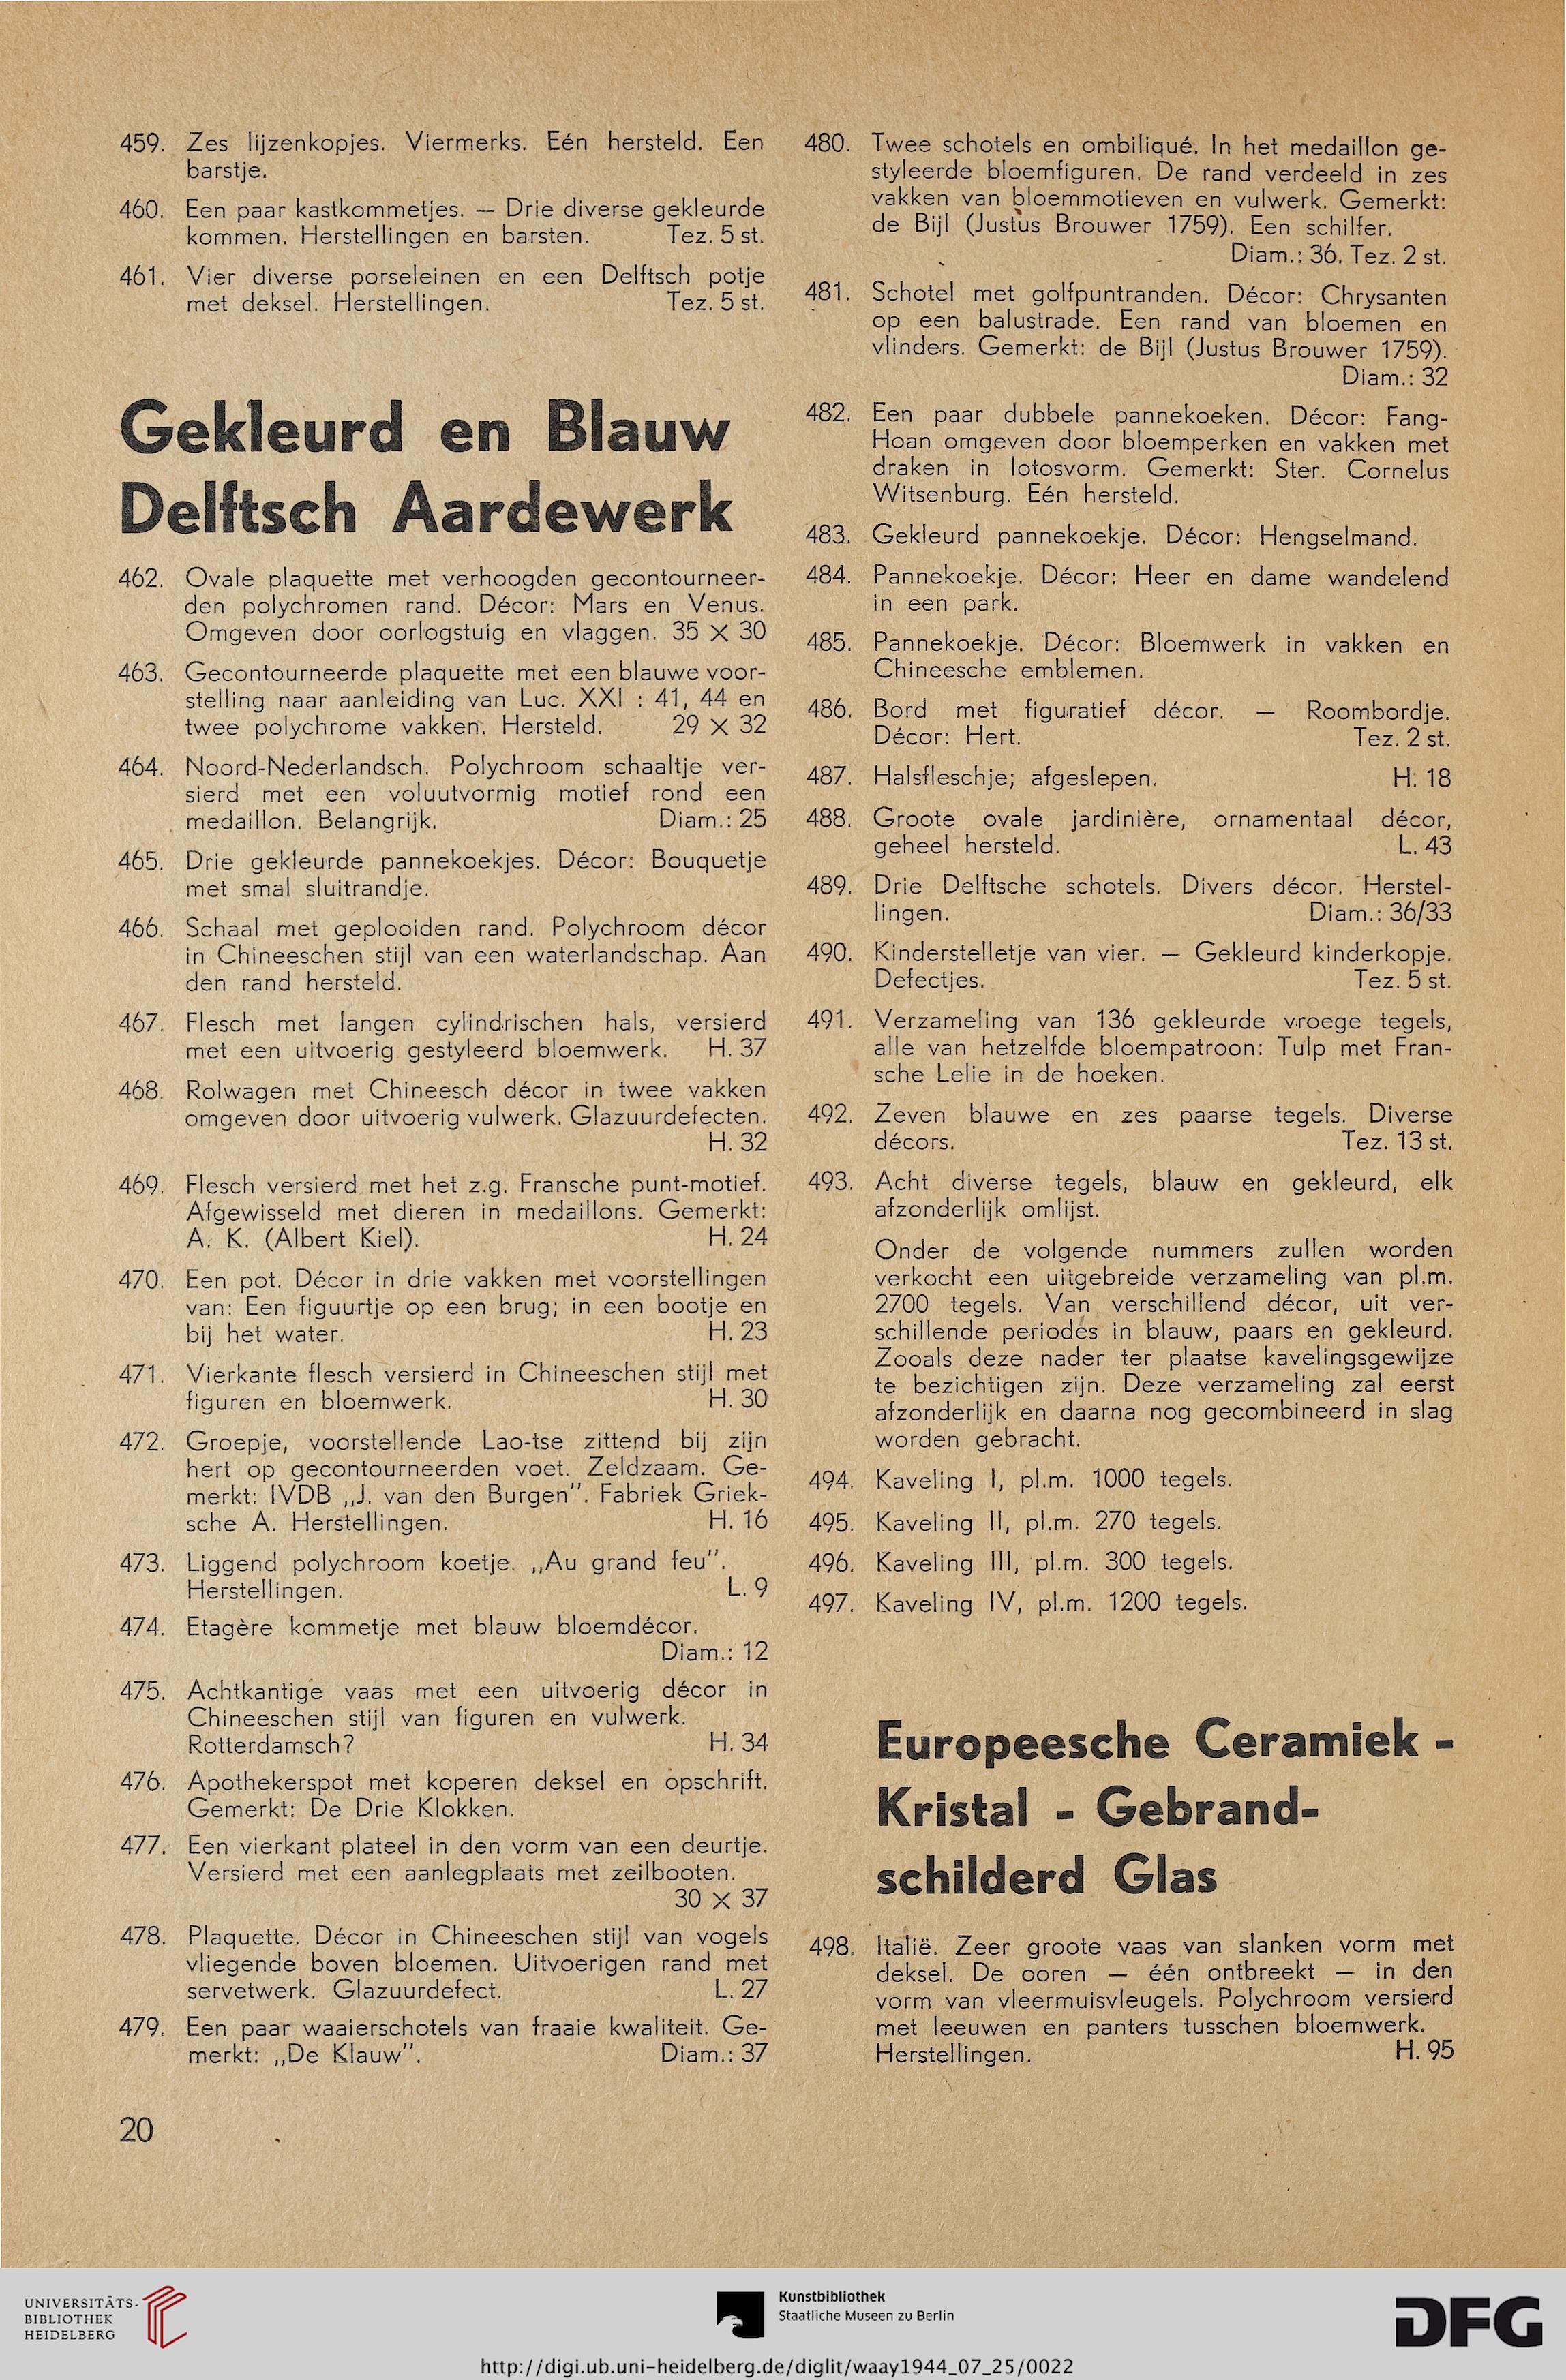 459. Zes lijzenkopjes. Viermerks. Eén hersteld. Een
barstje.
460. Een paar kastkommetjes. — Drie diverse gekleurde
kommen. Herstellingen en barsten. Tez. 5 st.
461. Vier diverse porseleinen en een Delftsch potje
met deksel. Herstellingen. Tez. 5 st.
Gekleurd en Blauw
Delftsch Aardewerk
462. Ovale plaquette met verhoogden gecontourneer-
den polychromen rand. Décor: Mars en Venus.
Omgeven door oorlogstuig en vlaggen. 35 × 30
463. Gecontourneerde plaquette met een blauwe voor-
stelling naar aanleiding van Luc. XXI : 41, 44 en
twee polychrome vakken. Hersteld. 29 × 32
464. Noord-Nederlandsch. Polychroom schaaltje ver-
sierd met een voluutvormig motief rond een
medaillon. Belangrijk. Diam.: 25
465. Drie gekleurde pannekoekjes. Décor: Bouquetje
met smal sluitrandje.
466. Schaal met geplooiden rand. Polychroom décor
in Chineeschen stijl van een waterlandschap. Aan
den rand hersteld.
467. Flesch met langen cylindrischen hals, versierd
met een uitvoerig gestyleerd bloemwerk. H. 37
468. Rolwagen met Chineesch décor in twee vakken
omgeven door uitvoerig vulwerk. Glazuurdefecten.
H. 32
469. Flesch versierd met het z.g. Fransche punt-motief.
Afgewisseld met dieren in medaillons. Gemerkt:
A. K. (Albert Kiel). H. 24
470. Een pot. Décor in drie vakken met voorstellingen
van: Een figuurtje op een brug; in een bootje en
bij het water. H. 23
471. Vierkante flesch versierd in Chineeschen stijl met
figuren en bloemwerk. H. 30
472. Groepje, voorstellende Lao-tse zittend bij zijn
hert op gecontourneerden voet. Zeldzaam. Ge-
merkt: IVDB „J. van den Burgen". Fabriek Griek-
sche A. Herstellingen. H. 16
473. Liggend polychroom koetje. „Au grand feu".
Herstellingen. L. 9
474. Etagère kommetje met blauw bloemdécor.
Diam.: 12
475. Achtkantige vaas met een uitvoerig décor in
Chineeschen stijl van figuren en vulwerk.
Rotterdamsch? H. 34
476. Apothekerspot met koperen deksel en opschrift.
Gemerkt: De Drie Klokken.
477. Een vierkant plateel in den vorm van een deurtje.
Versierd met een aanlegplaats met zeilbooten.
30 × 37
478. Plaquette. Décor in Chineeschen stijl van vogels
vliegende boven bloemen. Uitvoerigen rand met
servetwerk. Glazuurdefect. L. 27
479. Een paar waaierschotels van fraaie kwaliteit. Ge-
merkt: „De Klauw". Diam.: 37
20
480. Twee schotels en ombiliqué. In het medaillon ge-
styleerde bloemfiguren. De rand verdeeld in zes
vakken van bloemmotieven en vulwerk. Gemerkt:
de Bijl (Justus Brouwer 1759). Een schilfer.
Diam.: 36. Tez. 2 st.
481. Schotel met golfpuntranden. Décor: Chrysanten
op een balustrade. Een rand van bloemen en
vlinders. Gemerkt: de Bijl (Justus Brouwer 1759).
Diam.: 32
482. Een paar dubbele pannekoeken. Décor: Fang-
Hoan omgeven door bloemperken en vakken met
draken in lotosvorm. Gemerkt: Ster. Cornelus
Witsenburg. Eén hersteld.
483. Gekleurd pannekoekje. Décor: Hengselmand.
484. Pannekoekje. Décor: Heer en dame wandelend
in een park.
485. Pannekoekje. Décor: Bloemwerk in vakken en
Chineesche emblemen.
486. Bord met figuratief décor. — Roombordje.
Décor: Hert. Tez. 2 st.
487. Halsfleschje; afgeslepen. H. 18
488. Groote ovale jardinière, ornamentaal décor,
geheel hersteld. L. 43
489. Drie Delftsche schotels. Divers décor. Herstel-
lingen. Diam.: 36/33
490. Kinderstelletje van vier. — Gekleurd kinderkopje.
Defectjes. Tez. 5 st.
491. Verzameling van 136 gekleurde vroege tegels,
alle van hetzelfde bloempatroon: Tulp met Fran-
sche Lelie in de hoeken.
492. Zeven blauwe en zes paarse tegels. Diverse
décors. Tez. 13 st.
493. Acht diverse tegels, blauw en gekleurd, elk
afzonderlijk omlijst.
Onder de volgende nummers zullen worden
verkocht een uitgebreide verzameling van pl.m.
2700 tegels. Van verschillend décor, uit ver-
schillende periodes in blauw, paars en gekleurd.
Zooals deze nader ter plaatse kavelingsgewijze
te bezichtigen zijn. Deze verzameling zal eerst
afzonderlijk en daarna nog gecombineerd in slag
worden gebracht.
494. Kaveling I, pl.m. 1000 tegels.
495. Kaveling II, pl.m. 270 tegels.
496. Kaveling III, pl.m. 300 tegels.
497. Kaveling IV, pl.m. 1200 tegels.
Europeesche Ceramiek -
Kristal - Gebrand-
schilderd Glas
498. Italië. Zeer groote vaas van slanken vorm met
deksel. De ooren — één ontbreekt — in den
vorm van vleermuisvleugels. Polychroom versierd
met leeuwen en panters tusschen bloemwerk.
Herstellingen. H. 95
UNIVERSITÄTS-
BIBLIOTHEK
HEIDELBERG
Kunstbibliothek
Staatliche Museen zu Berlin
DFG
http://digi.ub.uni-heidelberg.de/diglit/waay1944_07_25/0022